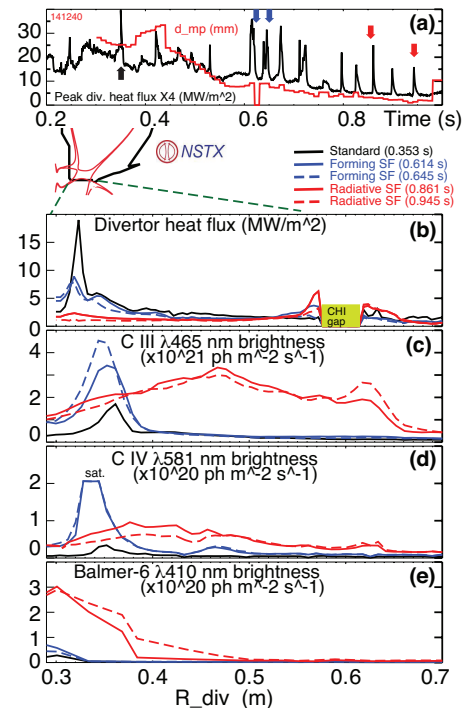 141240
d_mp (mm)
(a)
40
30
20
10
0
Peak div. heat flux X4 (MW/m^2)
0.2
0.4
0.6
0.8
1.0
Time (s)
NSTX
Standard (0.353 s)
Forming SF (0.614 s)
Forming SF (0.645 s)
Radiative SF (0.861 s)
Radiative SF (0.945 s)
Divertor heat flux (MW/m^2)
(b)
15
10
5
0
CHI
gap
C III λ465 nm brightness
(x10^21 ph m^-2 s^-1)
(c)
4
2
0
C IV λ581 nm brightness
(x10^20 ph m^-2 s^-1)
(d)
sat.
2
1
0
Balmer-6 λ410 nm brightness
(x10^20 ph m^-2 s^-1)
(e)
3
2
1
0
0.3
0.4
0.5
0.6
0.7
R_div (m)